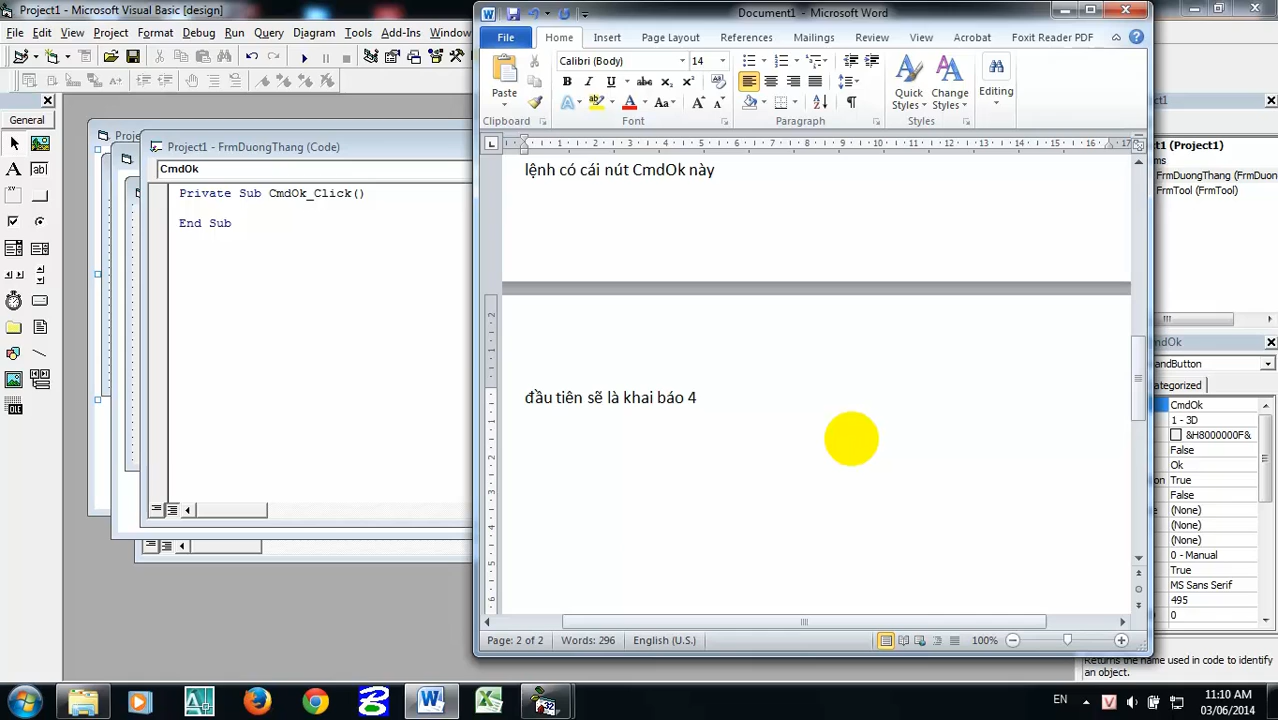 Project1 - Microsoft Visual Basic [design]
File Edit View Project Format Debug Run Query Diagram Tools Add-Ins Window
General
Project1 - FrmDuongThang (Code)
CmdOk
Private Sub CmdOk_Click()
End Sub
Document1 - Microsoft Word
File Home Insert Page Layout References Mailings Review View Acrobat Foxit Reader PDF
Calibri (Body) 14
Paste
Quick Styles
Change Styles
Editing
Clipboard Font Paragraph Styles
lệnh có cái nút CmdOk này
đầu tiên sẽ là khai báo 4
Page: 2 of 2 Words: 296 English (U.S.) 100%
ct1 (Project1)
FrmDuongThang (FrmDuon
FrmTool (FrmTool)
CmdOk
1 - 3D
&H8000000F&
False
Ok
True
False
(None)
(None)
(None)
0 - Manual
True
MS Sans Serif
495
0
Returns the name used in code to identify
an object.
EN
11:10 AM
03/06/2014